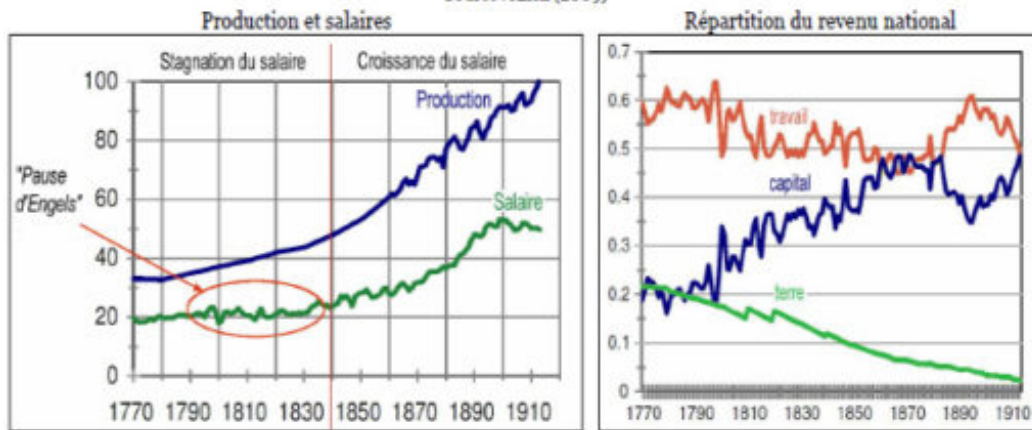 Production et salaires
Stagnation du salaire
Croissance du salaire
100
80
60
40
20
0
Production
"Pause
d'Engels"
Salaire
1770 1790 1810 1830 1850 1870 1890 1910
Répartition du revenu national
0.7
0.6
0.5
0.4
0.3
0.2
0.1
0
travail
capital
terre
1770 1810 1830 1850 1870 1890 1910